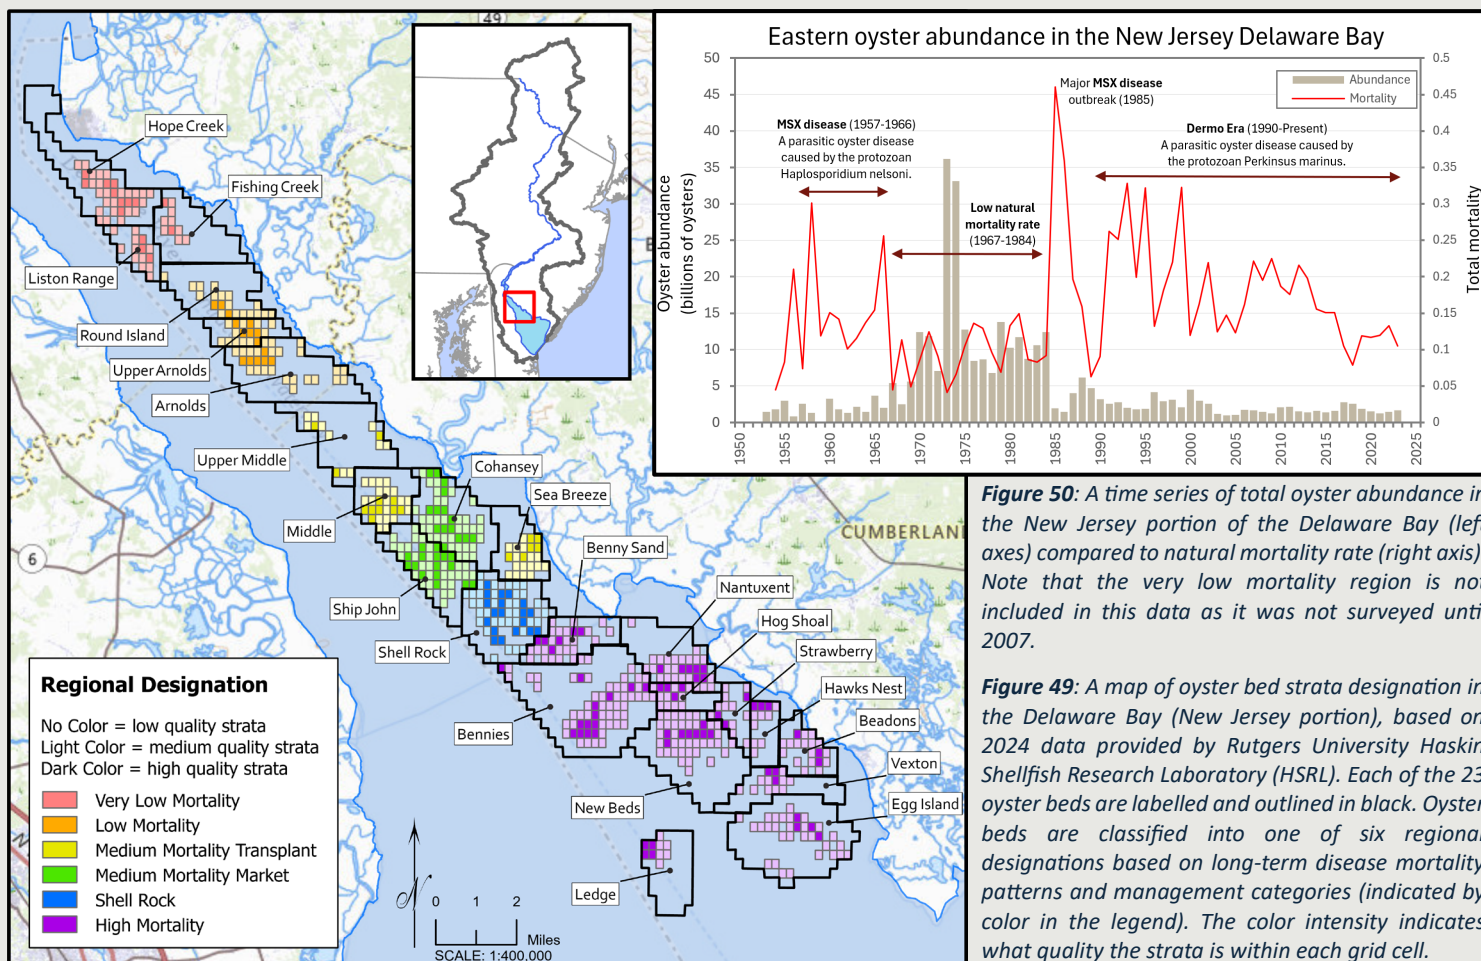 49
Hope Creek
Fishing Creek
Liston Range
Round Island
Upper Arnolds
Arnolds
Upper Middle
Cohansey
Sea Breeze
Middle
Benny Sand
CUMBERLAN
6
Nantuxent
Ship John
Hog Shoal
Shell Rock
Strawberry
Hawks Nest
Beadons
Bennies
Vexton
New Beds
Egg Island
Ledge
Regional Designation
No Color = low quality strata
Light Color = medium quality strata
Dark Color = high quality strata
Very Low Mortality
Low Mortality
Medium Mortality Transplant
Medium Mortality Market
Shell Rock
High Mortality
N
0 1 2
Miles
SCALE: 1:400,000
Eastern oyster abundance in the New Jersey Delaware Bay
Oyster abundance
(billions of oysters)
50
45
40
35
30
25
20
15
10
5
0
Total mortality
0.5
0.45
0.4
0.35
0.3
0.25
0.2
0.15
0.1
0.05
0
1950 1955 1960 1965 1970 1975 1980 1985 1990 1995 2000 2005 2010 2015 2020 2025
Abundance
Mortality
MSX disease (1957-1966)
A parasitic oyster disease
caused by the protozoan
Haplosporidium nelsoni.
Low natural
mortality rate
(1967-1984)
Major MSX disease
outbreak (1985)
Dermo Era (1990-Present)
A parasitic oyster disease caused by
the protozoan Perkinsus marinus.
Figure 50: A time series of total oyster abundance in
the New Jersey portion of the Delaware Bay (left
axes) compared to natural mortality rate (right axis)
Note that the very low mortality region is not
included in this data as it was not surveyed until
2007.
Figure 49: A map of oyster bed strata designation in
the Delaware Bay (New Jersey portion), based on
2024 data provided by Rutgers University Haskin
Shellfish Research Laboratory (HSRL). Each of the 23
oyster beds are labelled and outlined in black. Oyster
beds are classified into one of six regional
designations based on long-term disease mortality
patterns and management categories (indicated by
color in the legend). The color intensity indicates
what quality the strata is within each grid cell.